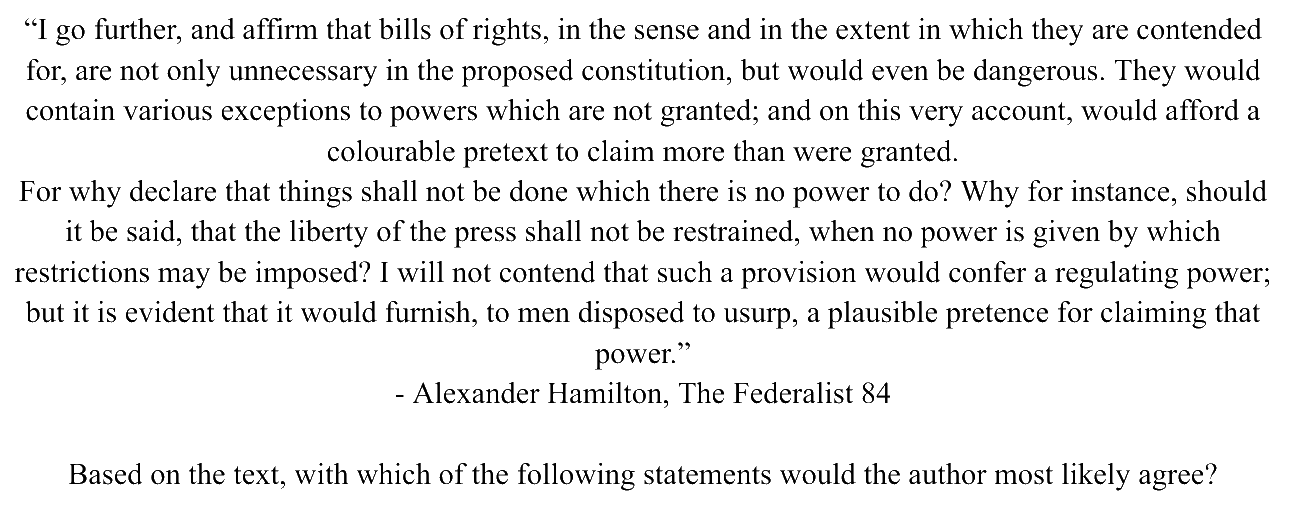 “I go further, and affirm that bills of rights, in the sense and in the extent in which they are contended
for, are not only unnecessary in the proposed constitution, but would even be dangerous. They would
contain various exceptions to powers which are not granted; and on this very account, would afford a
colourable pretext to claim more than were granted.
For why declare that things shall not be done which there is no power to do? Why for instance, should
it be said, that the liberty of the press shall not be restrained, when no power is given by which
restrictions may be imposed? I will not contend that such a provision would confer a regulating power;
but it is evident that it would furnish, to men disposed to usurp, a plausible pretence for claiming that
power.”
- Alexander Hamilton, The Federalist 84
Based on the text, with which of the following statements would the author most likely agree?